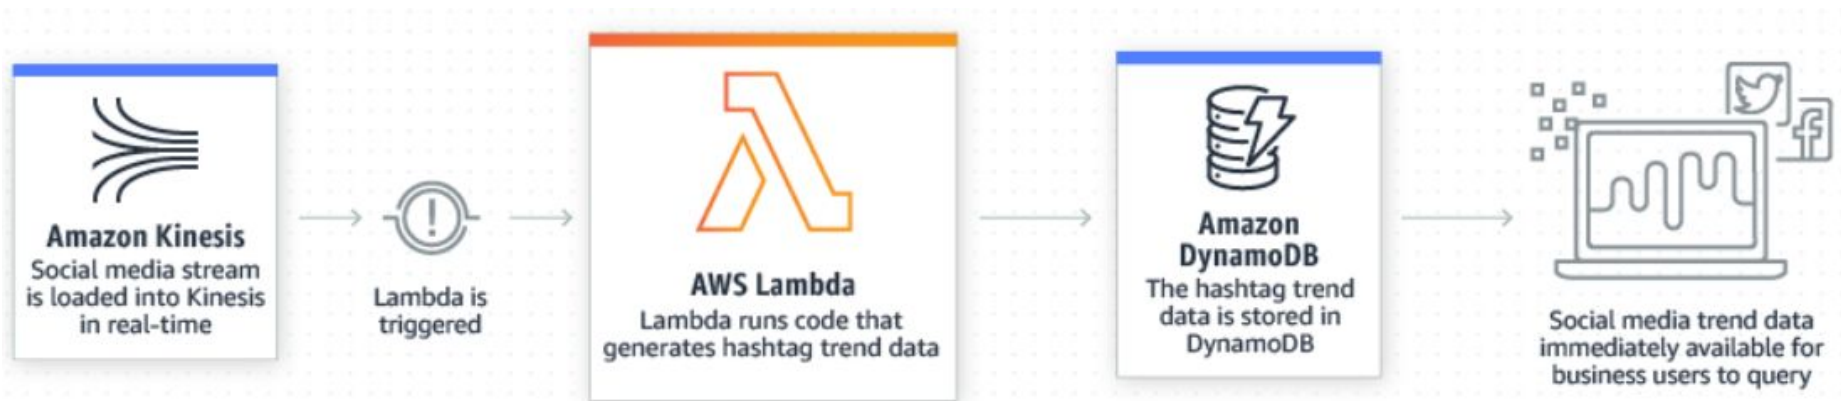 Amazon Kinesis
Social media stream
is loaded into Kinesis
in real-time
!
Lambda is
triggered
AWS Lambda
Lambda runs code that
generates hashtag trend data
Amazon
DynamoDB
The hashtag trend
data is stored in
DynamoDB
Social media trend data
immediately available for
business users to query